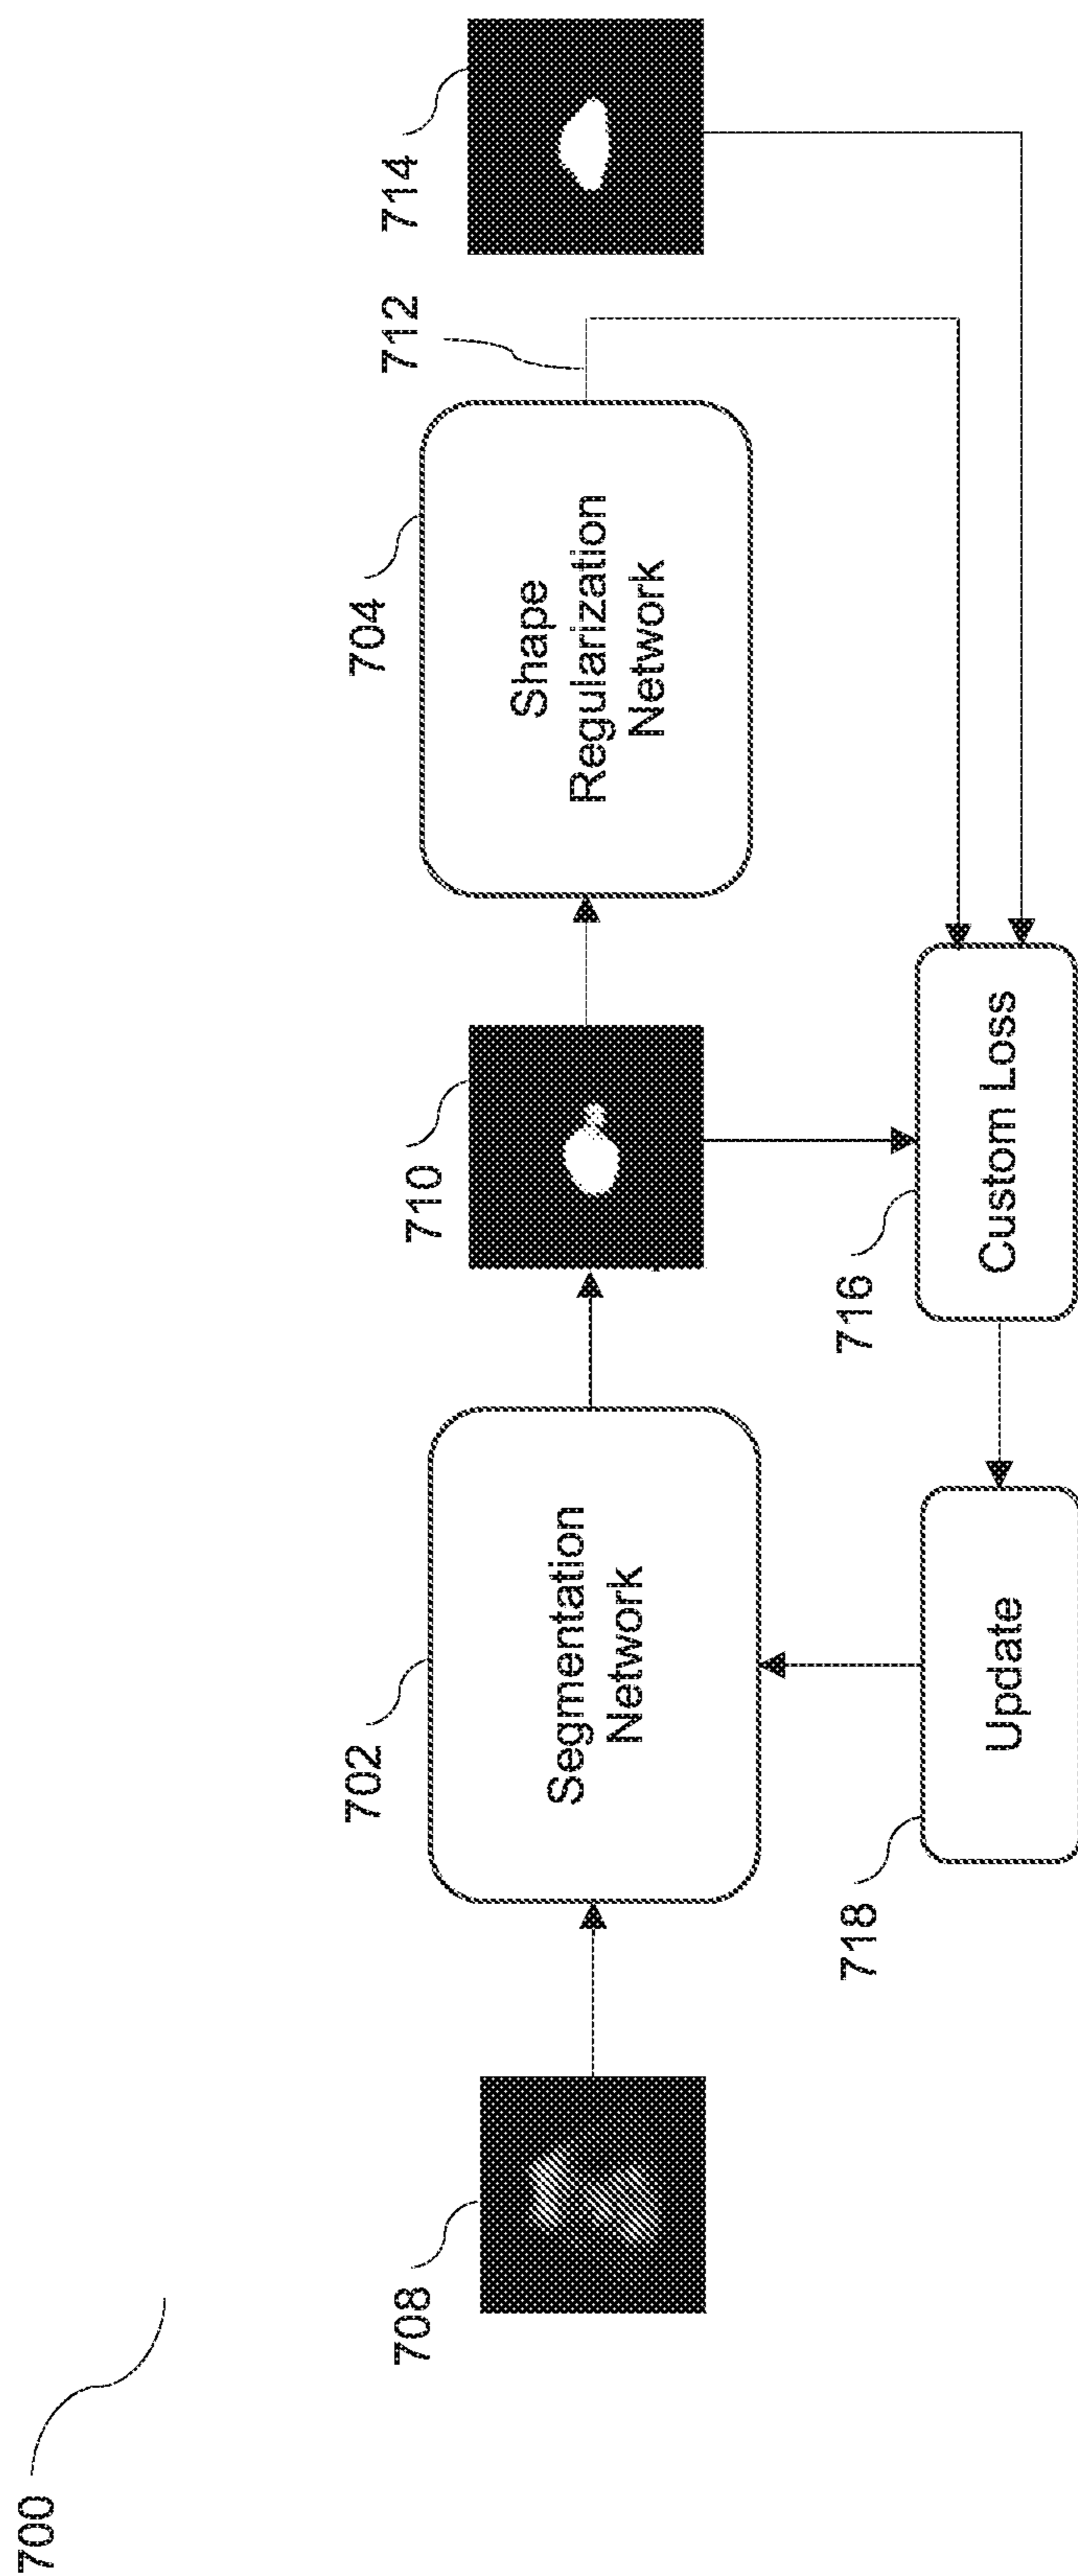 700
708
702
Segmentation
Network
710
704
Shape
Regularization
Network
712
714
718
Update
716
Custom Loss